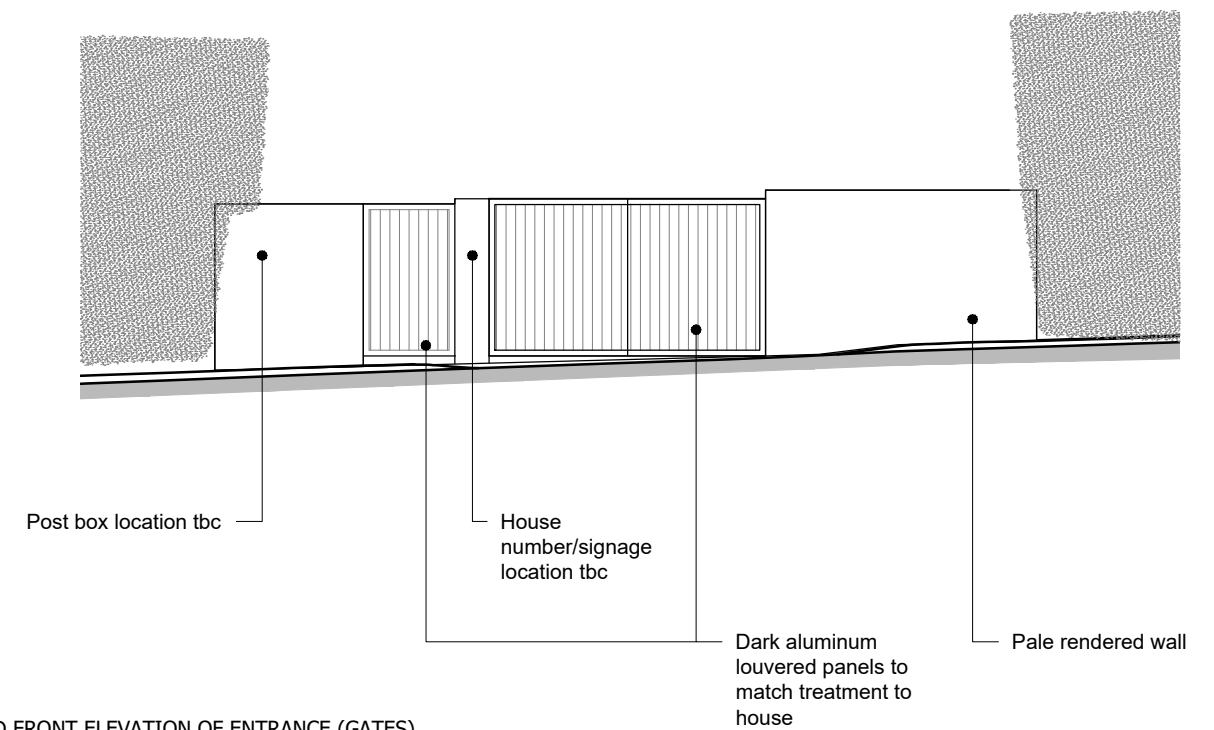 Post box location tbc
House
number/signage
location tbc
Dark aluminum
louvered panels to
match treatment to
house
Pale rendered wall
FRONT ELEVATION OF ENTRANCE (GATES)